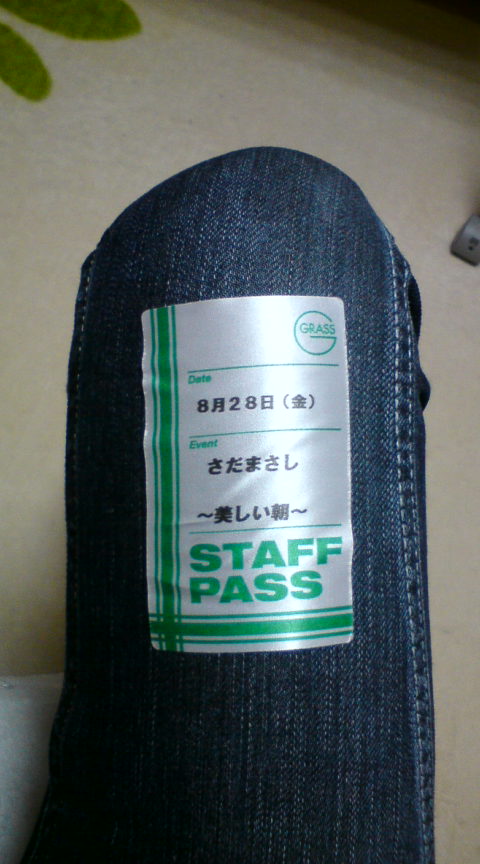 GRASS
Date
8月28日（金）
Event
さだまさし
～美しい朝～
STAFF
PASS